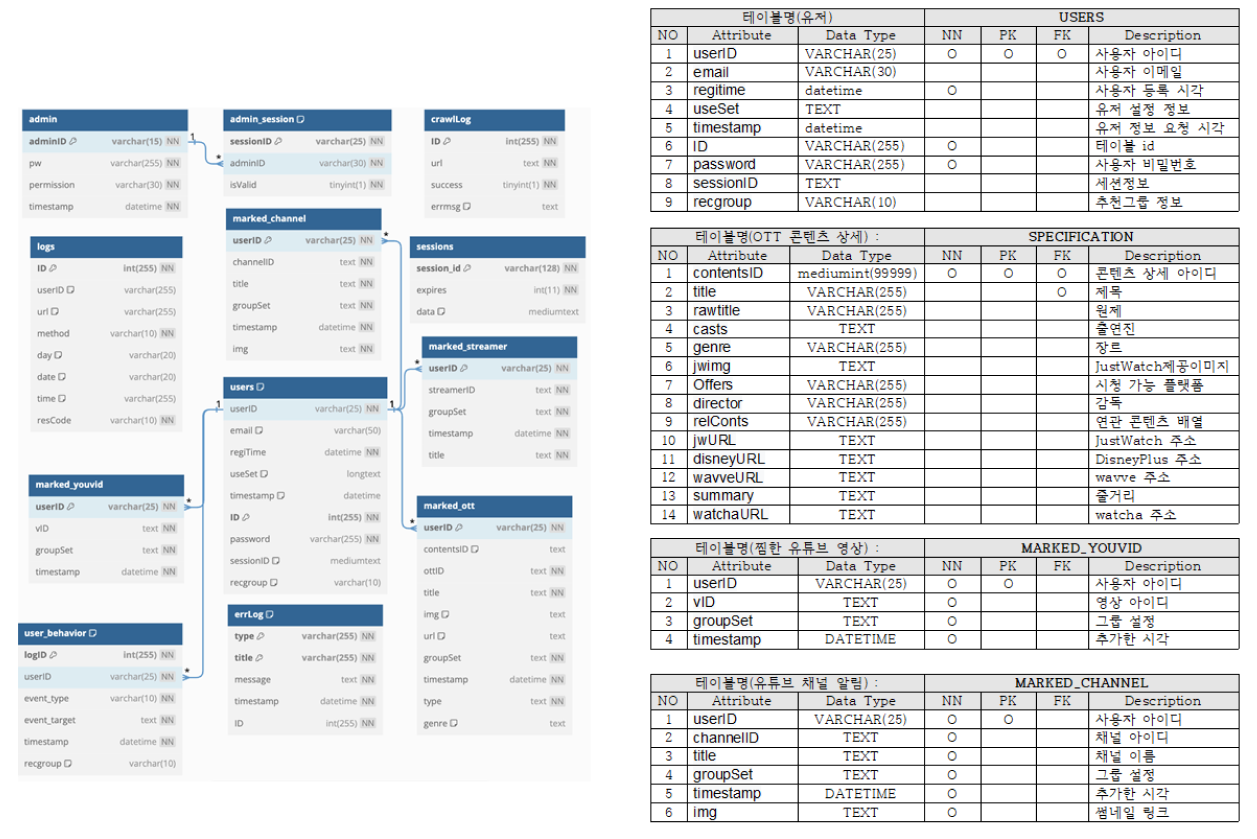 admin
adminID varchar(15) NN
pw varchar(255) NN
permission varchar(30) NN
timestamp datetime NN
1
*
admin_session
sessionID varchar(25) NN
adminID varchar(30) NN
isValid tinyint(1) NN
crawlLog
ID int(255) NN
url text NN
success tinyint(1) NN
errmsg text
logs
ID int(255) NN
userID varchar(255)
url varchar(255)
method varchar(10) NN
day varchar(20)
date varchar(20)
time varchar(255)
resCode varchar(10) NN
marked_channel
userID varchar(25) NN
channelID text NN
title text NN
groupSet text NN
timestamp datetime NN
img text NN
*
sessions
session_id varchar(128) NN
expires int(11) NN
data mediumtext
marked_streamer
userID varchar(25) NN
streamerID text NN
groupSet text NN
timestamp datetime NN
title text NN
*
users
userID varchar(25) NN
email varchar(50)
regiTime datetime NN
useSet longtext
timestamp datetime
ID int(255) NN
password varchar(255) NN
sessionID mediumtext
recgroup varchar(10)
1
1
marked_youvid
userID varchar(25) NN
vID text NN
groupSet text NN
timestamp datetime NN
*
marked_ott
userID varchar(25) NN
contentsID text
ottID text NN
title text NN
img text
url text
groupSet text NN
timestamp datetime NN
type text NN
genre text
*
user_behavior
logID int(255) NN
userID varchar(25) NN
event_type varchar(10) NN
event_target text NN
timestamp datetime NN
recgroup varchar(10)
*
errLog
type varchar(255) NN
title varchar(255) NN
message text NN
timestamp datetime NN
ID int(255) NN
테이블명(유저) USERS
NO Attribute Data Type NN PK FK Description
1 userID VARCHAR(25) O O O 사용자 아이디
2 email VARCHAR(30) 사용자 이메일
3 regitime datetime O 사용자 등록 시각
4 useSet TEXT 유저 설정 정보
5 timestamp datetime 유저 정보 요청 시각
6 ID VARCHAR(255) O 테이블 id
7 password VARCHAR(255) O 사용자 비밀번호
8 sessionID TEXT 세션정보
9 recgroup VARCHAR(10) 추천그룹 정보
테이블명(OTT 콘텐츠 상세) : SPECIFICATION
NO Attribute Data Type NN PK FK Description
1 contentsID mediumint(99999) O O O 콘텐츠 상세 아이디
2 title VARCHAR(255) O 제목
3 rawtitle VARCHAR(255) 원제
4 casts TEXT 출연진
5 genre VARCHAR(255) 장르
6 jwimg TEXT JustWatch제공이미지
7 Offers VARCHAR(255) 시청 가능 플랫폼
8 director VARCHAR(255) 감독
9 relConts VARCHAR(255) 연관 콘텐츠 배열
10 jwURL TEXT JustWatch 주소
11 disneyURL TEXT DisneyPlus 주소
12 wavveURL TEXT wavve 주소
13 summary TEXT 줄거리
14 watchaURL TEXT watcha 주소
테이블명(찜한 유튜브 영상) : MARKED_YOUVID
NO Attribute Data Type NN PK FK Description
1 userID VARCHAR(25) O O 사용자 아이디
2 vID TEXT O 영상 아이디
3 groupSet TEXT O 그룹 설정
4 timestamp DATETIME O 추가한 시각
테이블명(유튜브 채널 알림) : MARKED_CHANNEL
NO Attribute Data Type NN PK FK Description
1 userID VARCHAR(25) O O 사용자 아이디
2 channelID TEXT O 채널 아이디
3 title TEXT O 채널 이름
4 groupSet TEXT O 그룹 설정
5 timestamp DATETIME O 추가한 시각
6 img TEXT O 썸네일 링크